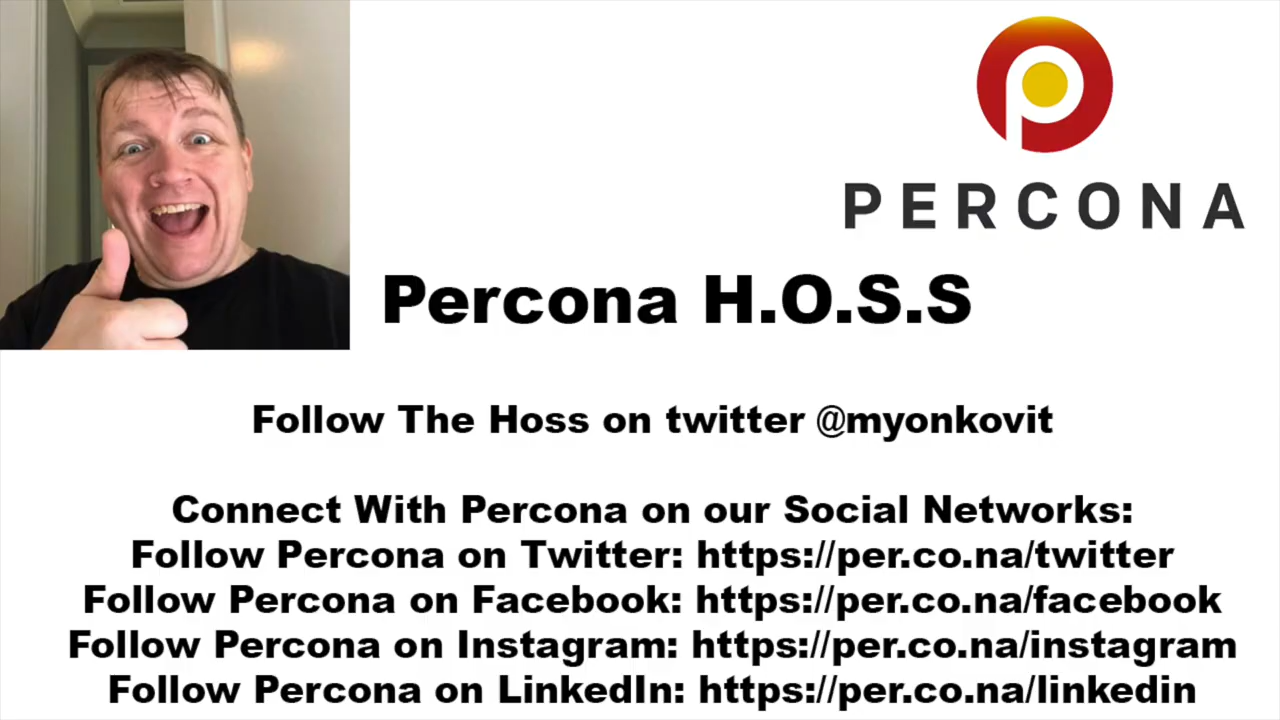 PERCONA
Percona H.O.S.S
Follow The Hoss on twitter @myonkovit
Connect With Percona on our Social Networks:
Follow Percona on Twitter: https://per.co.na/twitter
Follow Percona on Facebook: https://per.co.na/facebook
Follow Percona on Instagram: https://per.co.na/instagram
Follow Percona on LinkedIn: https://per.co.na/linkedin